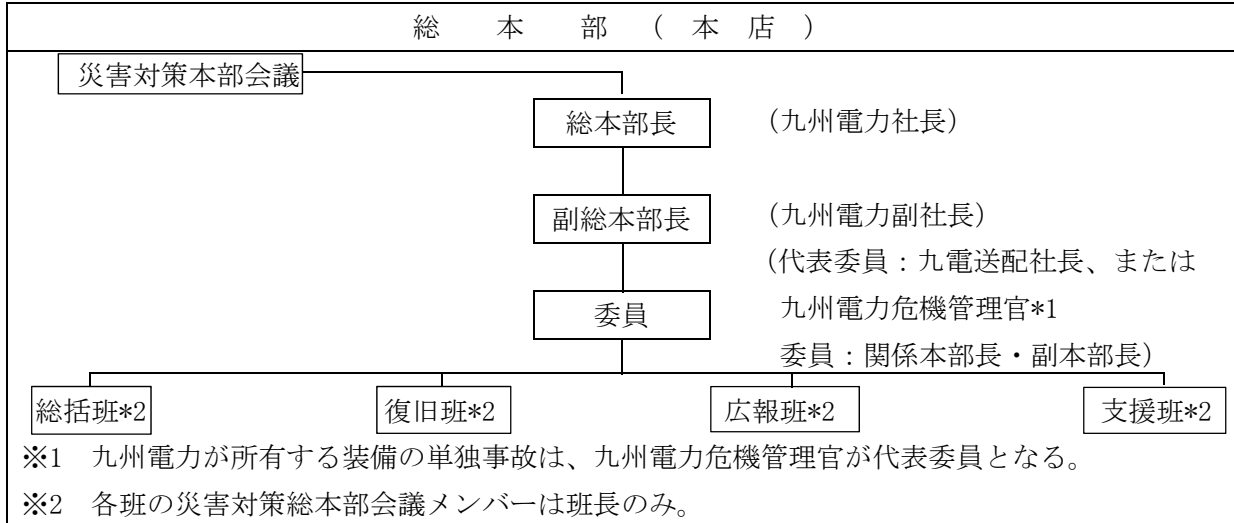 総本部（本店）
災害対策本部会議
総本部長 （九州電力社長）
副総本部長 （九州電力副社長）
（代表委員：九電送配社長、または
委員 九州電力危機管理官*1
委員：関係本部長・副本部長）
総括班*2 復旧班*2 広報班*2 支援班*2
※1 九州電力が所有する装備の単独事故は、九州電力危機管理官が代表委員となる。
※2 各班の災害対策総本部会議メンバーは班長のみ。